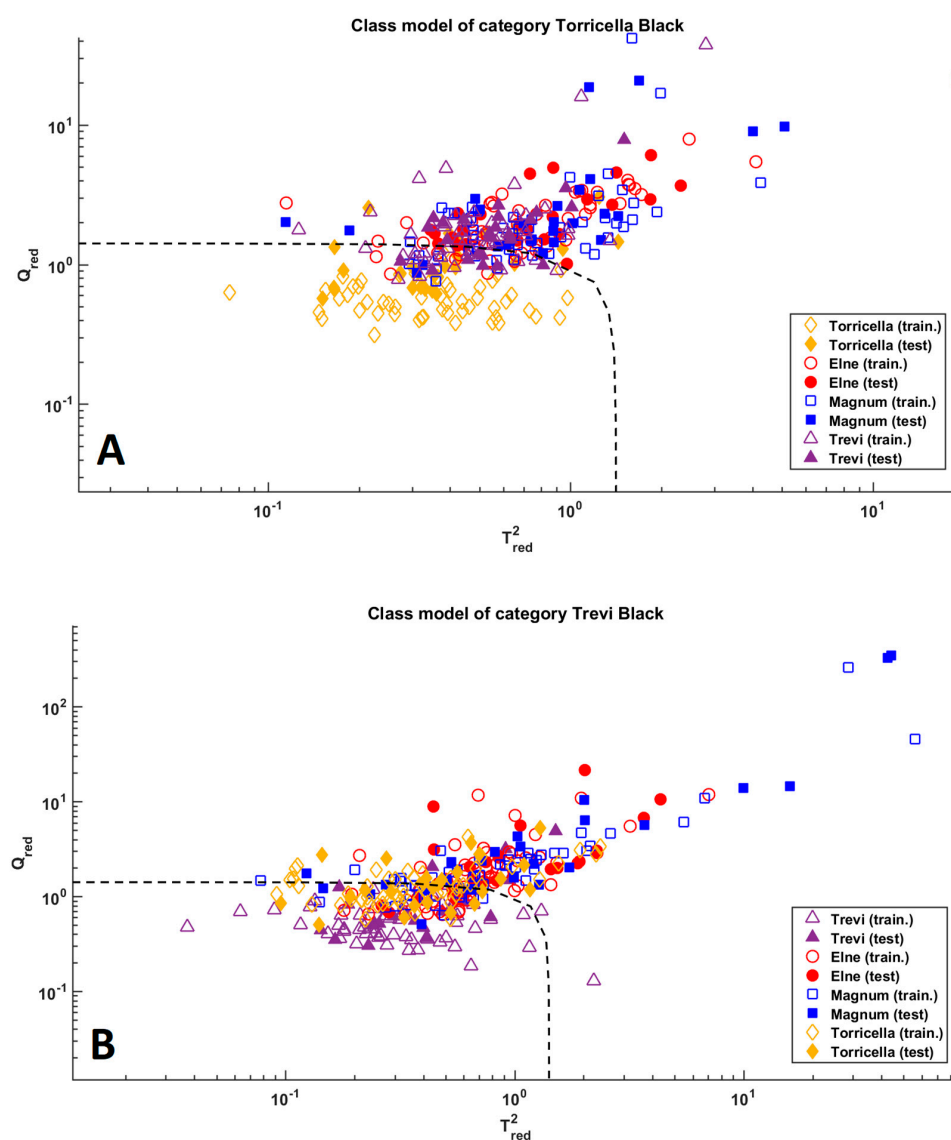 Class model of category Torricella Black
10^1
10^0
10^-1
Q_red
A
Torricella (train.)
Torricella (test)
Elne (train.)
Elne (test)
Magnum (train.)
Magnum (test)
Trevi (train.)
Trevi (test)
10^-1 10^0 10^1
T^2_red
Class model of category Trevi Black
10^2
10^1
10^0
10^-1
Q_red
B
Trevi (train.)
Trevi (test)
Elne (train.)
Elne (test)
Magnum (train.)
Magnum (test)
Torricella (train.)
Torricella (test)
10^-1 10^0 10^1
T^2_red